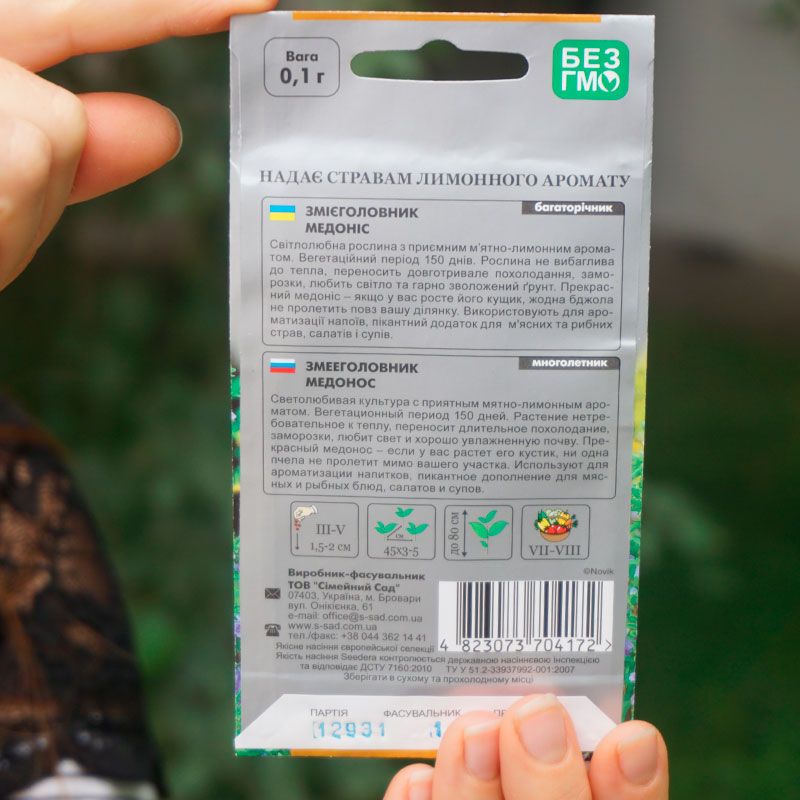 Вага
0,1 г
БЕЗ
ГМО
НАДАЄ СТРАВАМ ЛИМОННОГО АРОМАТУ
багаторічник
ЗМІЄГОЛОВНИК
МЕДОНІС
Світлолюбна рослина з приємним м'ятно-лимонним арома-
том. Вегетаційний період 150 днів. Рослина не вибаглива
до тепла, переносить довготривале похолодання, замо-
розки, любить світло та гарно зволожений ґрунт. Прекрас-
ний медоніс – якщо у вас росте його кущик, жодна бджола
не пролетить повз вашу ділянку. Використовують для аро-
матизації напоїв, пікантний додаток для м'ясних та рибних
страв, салатів і супів.
многолетник
ЗМЕЕГОЛОВНИК
МЕДОНОС
Светолюбивая культура с приятным мятно-лимонным аро-
матом. Вегетационный период 150 дней. Растение нетре-
бовательное к теплу, переносит длительное похолодание,
заморозки, любит свет и хорошо увлажненную почву. Пре-
красный медонос – если у вас растет его кустик, ни одна
пчела не пролетит мимо вашего участка. Используют для
ароматизации напитков, пикантное дополнение для мяс-
ных и рыбных блюд, салатов и супов.
III-V
1,5-2 см
см
45х3-5
до 80 см
VII-VIII
©Novik
Виробник-фасувальник
ТОВ "Сімейний Сад"
07403, Україна, м. Бровари
вул. Онікієнка, 61
e-mail: office@s-sad.com.ua
www.s-sad.com.ua
тел./факс: +38 044 362 14 41
4 823073 704172 >
Якісне насіння європейської селекції
Якість насіння Seedera контролюється державною насіннєвою інспекцією
та відповідає ДСТУ 7160:2010 ТУ У 51.2-33937992-001:2007
Зберігати в сухому та прохолодному місці
ПАРТІЯ ФАСУВАЛЬНИК
12931